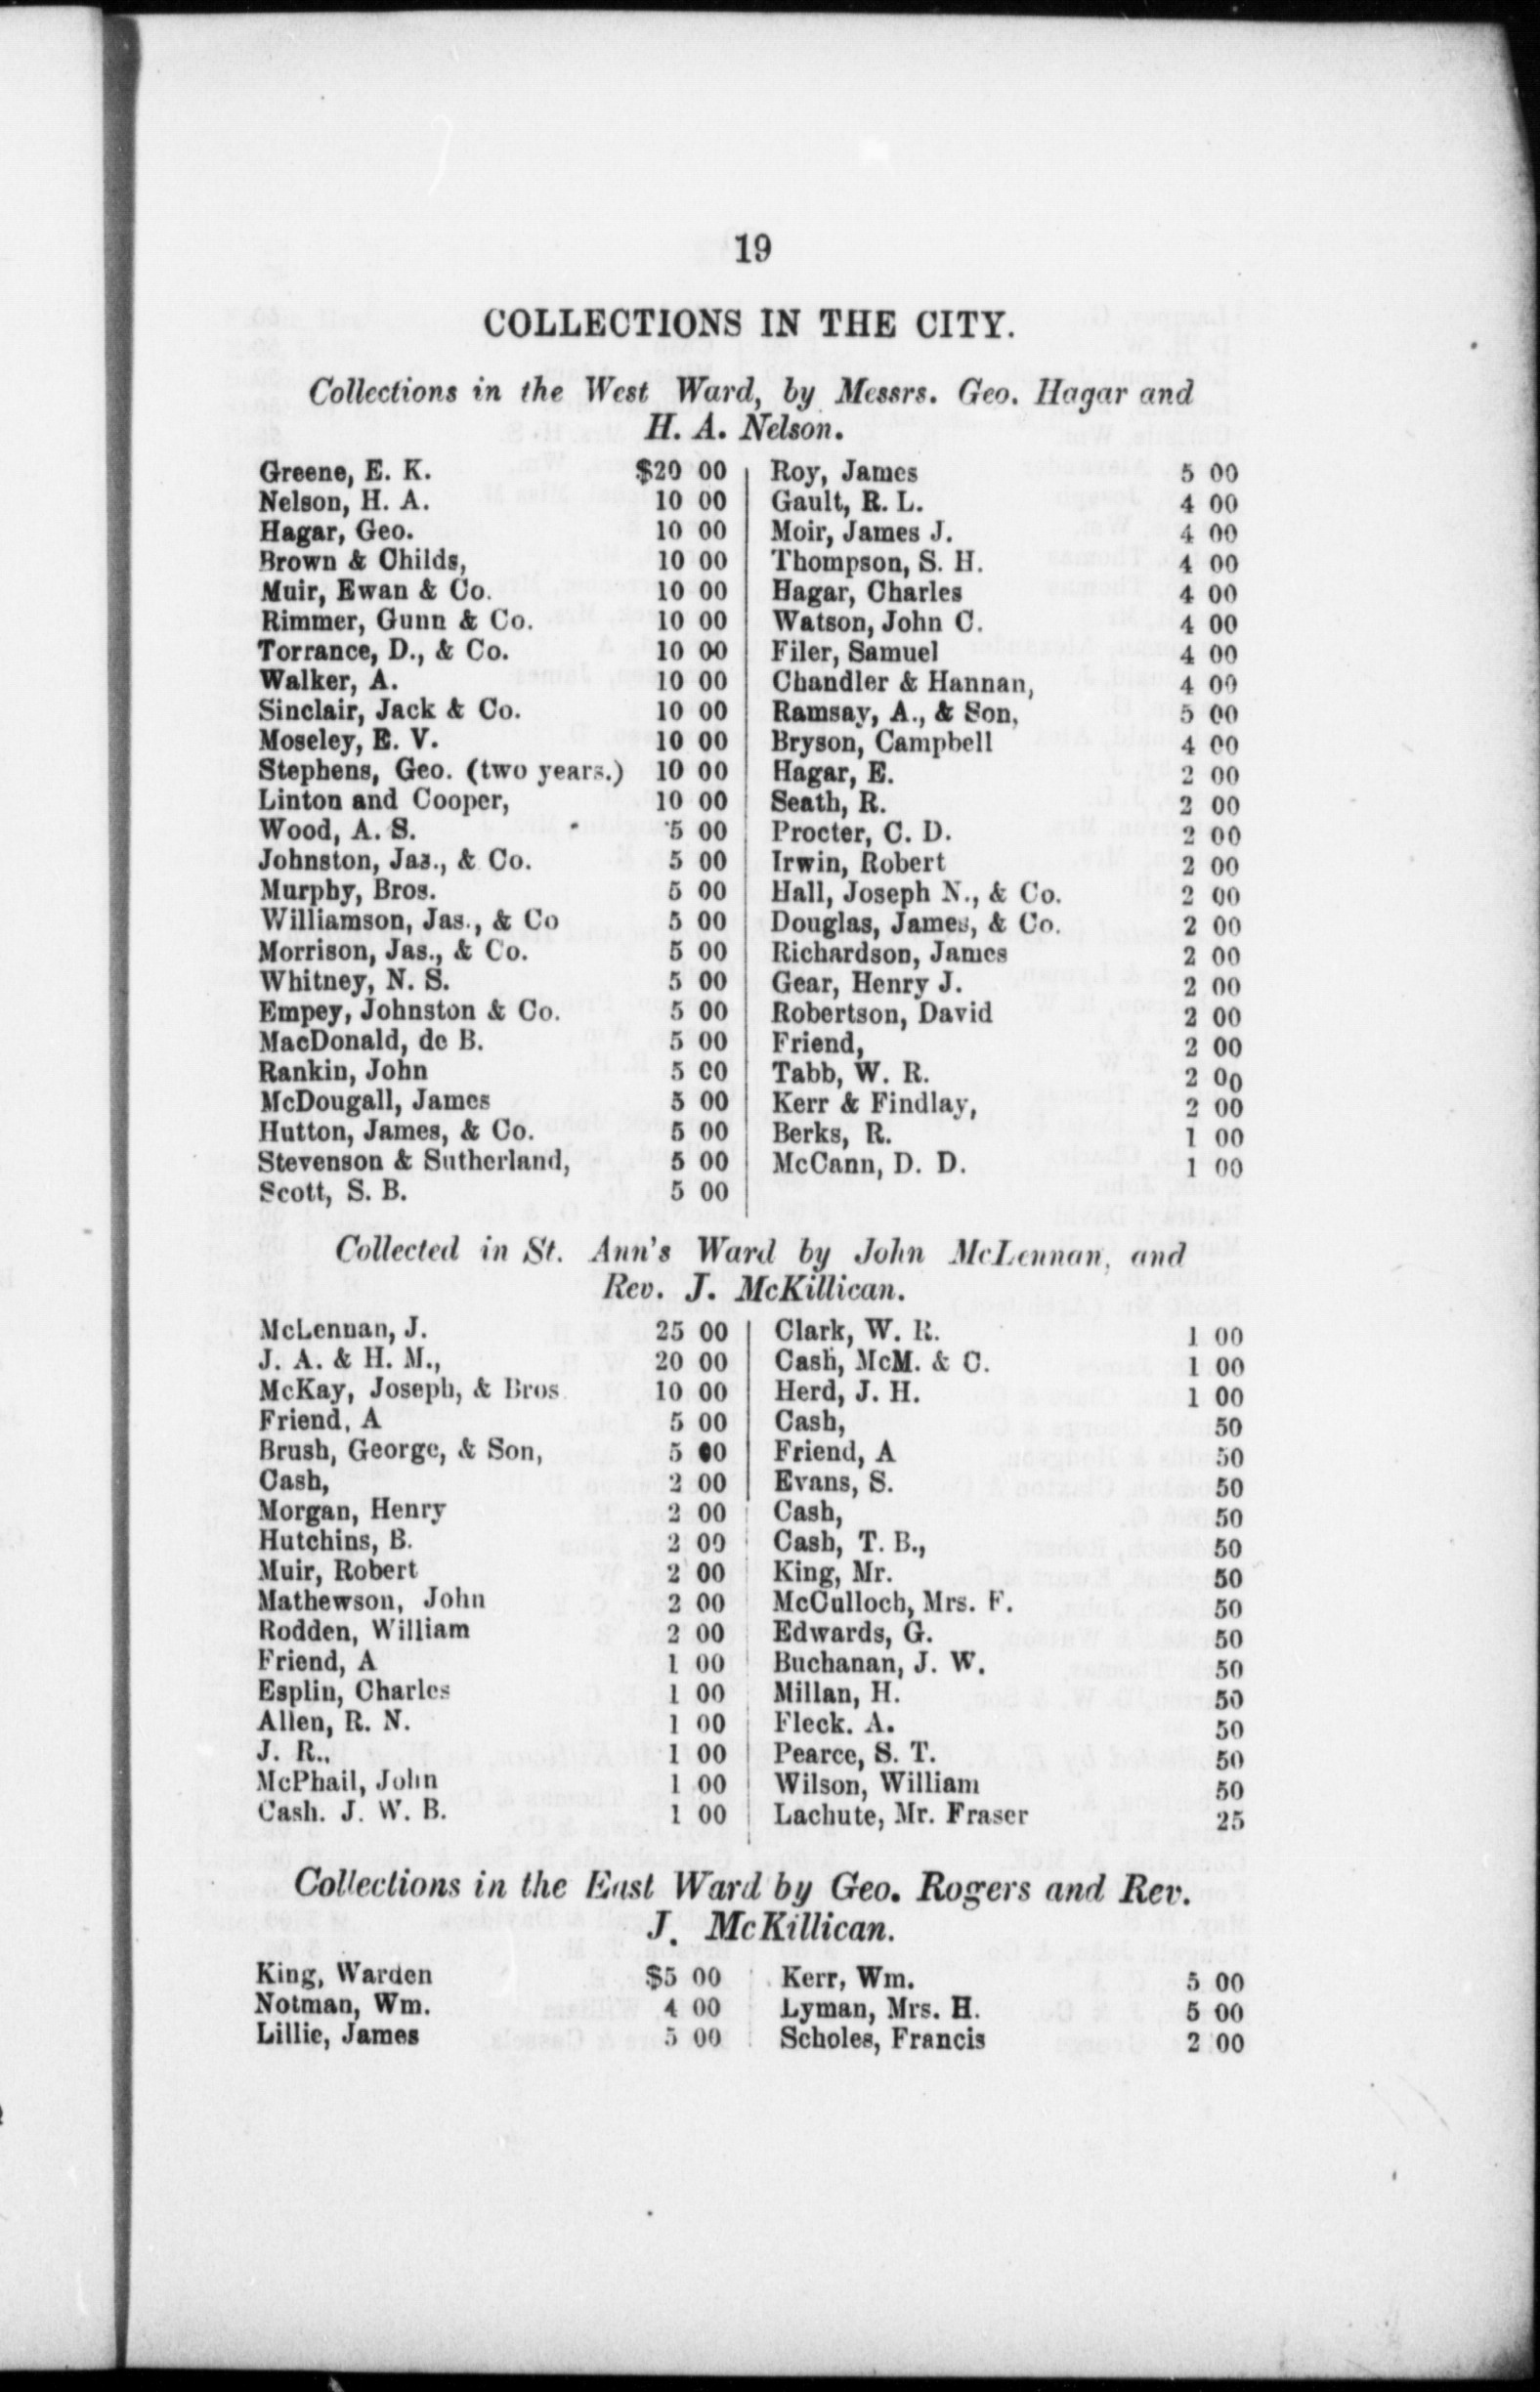 19
COLLECTIONS IN THE CITY.
Collections in the West Ward, by Messrs. Geo. Hagar and
H. A. Nelson.
Greene, E. K. $20 00
Nelson, H. A. 10 00
Hagar, Geo. 10 00
Brown & Childs, 10 00
Muir, Ewan & Co. 10 00
Rimmer, Gunn & Co. 10 00
Torrance, D., & Co. 10 00
Walker, A. 10 00
Sinclair, Jack & Co. 10 00
Moseley, E. V. 10 00
Stephens, Geo. (two years.) 10 00
Linton and Cooper, 10 00
Wood, A. S. 5 00
Johnston, Jas., & Co. 5 00
Murphy, Bros. 5 00
Williamson, Jas., & Co 5 00
Morrison, Jas., & Co. 5 00
Whitney, N. S. 5 00
Empey, Johnston & Co. 5 00
MacDonald, de B. 5 00
Rankin, John 5 00
McDougall, James 5 00
Hutton, James, & Co. 5 00
Stevenson & Sutherland, 5 00
Scott, S. B. 5 00
Roy, James 5 00
Gault, R. L. 4 00
Moir, James J. 4 00
Thompson, S. H. 4 00
Hagar, Charles 4 00
Watson, John C. 4 00
Filer, Samuel 4 00
Chandler & Hannan, 4 00
Ramsay, A., & Son, 5 00
Bryson, Campbell 4 00
Hagar, E. 2 00
Seath, R. 2 00
Procter, C. D. 2 00
Irwin, Robert 2 00
Hall, Joseph N., & Co. 2 00
Douglas, James, & Co. 2 00
Richardson, James 2 00
Gear, Henry J. 2 00
Robertson, David 2 00
Friend, 2 00
Tabb, W. R. 2 00
Kerr & Findlay, 2 00
Berks, R. 1 00
McCann, D. D. 1 00
Collected in St. Ann's Ward by John McLennan, and
Rev. J. McKillican.
McLennan, J. 25 00
J. A. & H. M., 20 00
McKay, Joseph, & Bros. 10 00
Friend, A 5 00
Brush, George, & Son, 5 00
Cash, 2 00
Morgan, Henry 2 00
Hutchins, B. 2 00
Muir, Robert 2 00
Mathewson, John 2 00
Rodden, William 2 00
Friend, A 1 00
Esplin, Charles 1 00
Allen, R. N. 1 00
J. R., 1 00
McPhail, John 1 00
Cash. J. W. B. 1 00
Clark, W. R. 1 00
Cash, McM. & C. 1 00
Herd, J. H. 1 00
Cash, 50
Friend, A 50
Evans, S. 50
Cash, 50
Cash, T. B., 50
King, Mr. 50
McCulloch, Mrs. F. 50
Edwards, G. 50
Buchanan, J. W. 50
Millan, H. 50
Fleck. A. 50
Pearce, S. T. 50
Wilson, William 50
Lachute, Mr. Fraser 25
Collections in the East Ward by Geo. Rogers and Rev.
J. McKillican.
King, Warden $5 00
Notman, Wm. 4 00
Lillie, James 5 00
Kerr, Wm. 5 00
Lyman, Mrs. H. 5 00
Scholes, Francis 2 00